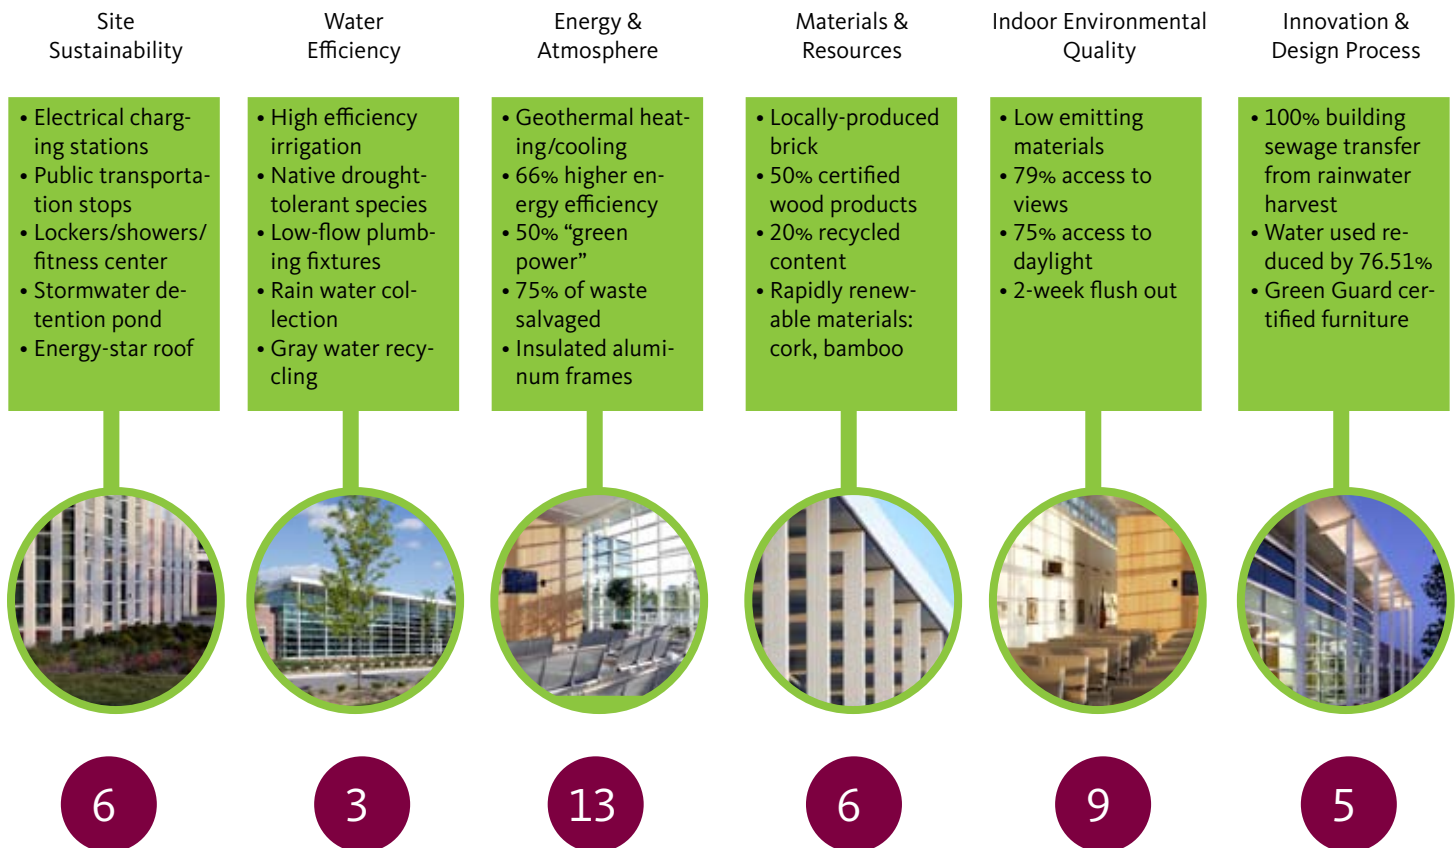 Site
Sustainability
Water
Efficiency
Energy &
Atmosphere
Materials &
Resources
Indoor Environmental
Quality
Innovation &
Design Process
• Electrical charg-
ing stations
• Public transporta-
tion stops
• Lockers/showers/
fitness center
• Stormwater de-
tention pond
• Energy-star roof
• High efficiency
irrigation
• Native drought-
tolerant species
• Low-flow plumb-
ing fixtures
• Rain water col-
lection
• Gray water recy-
cling
• Geothermal heat-
ing/cooling
• 66% higher en-
ergy efficiency
• 50% “green
power”
• 75% of waste
salvaged
• Insulated alumi-
num frames
• Locally-produced
brick
• 50% certified
wood products
• 20% recycled
content
• Rapidly renew-
able materials:
cork, bamboo
• Low emitting
materials
• 79% access to
views
• 75% access to
daylight
• 2-week flush out
• 100% building
sewage transfer
from rainwater
harvest
• Water used re-
duced by 76.51%
• Green Guard cer-
tified furniture
6
3
13
6
9
5